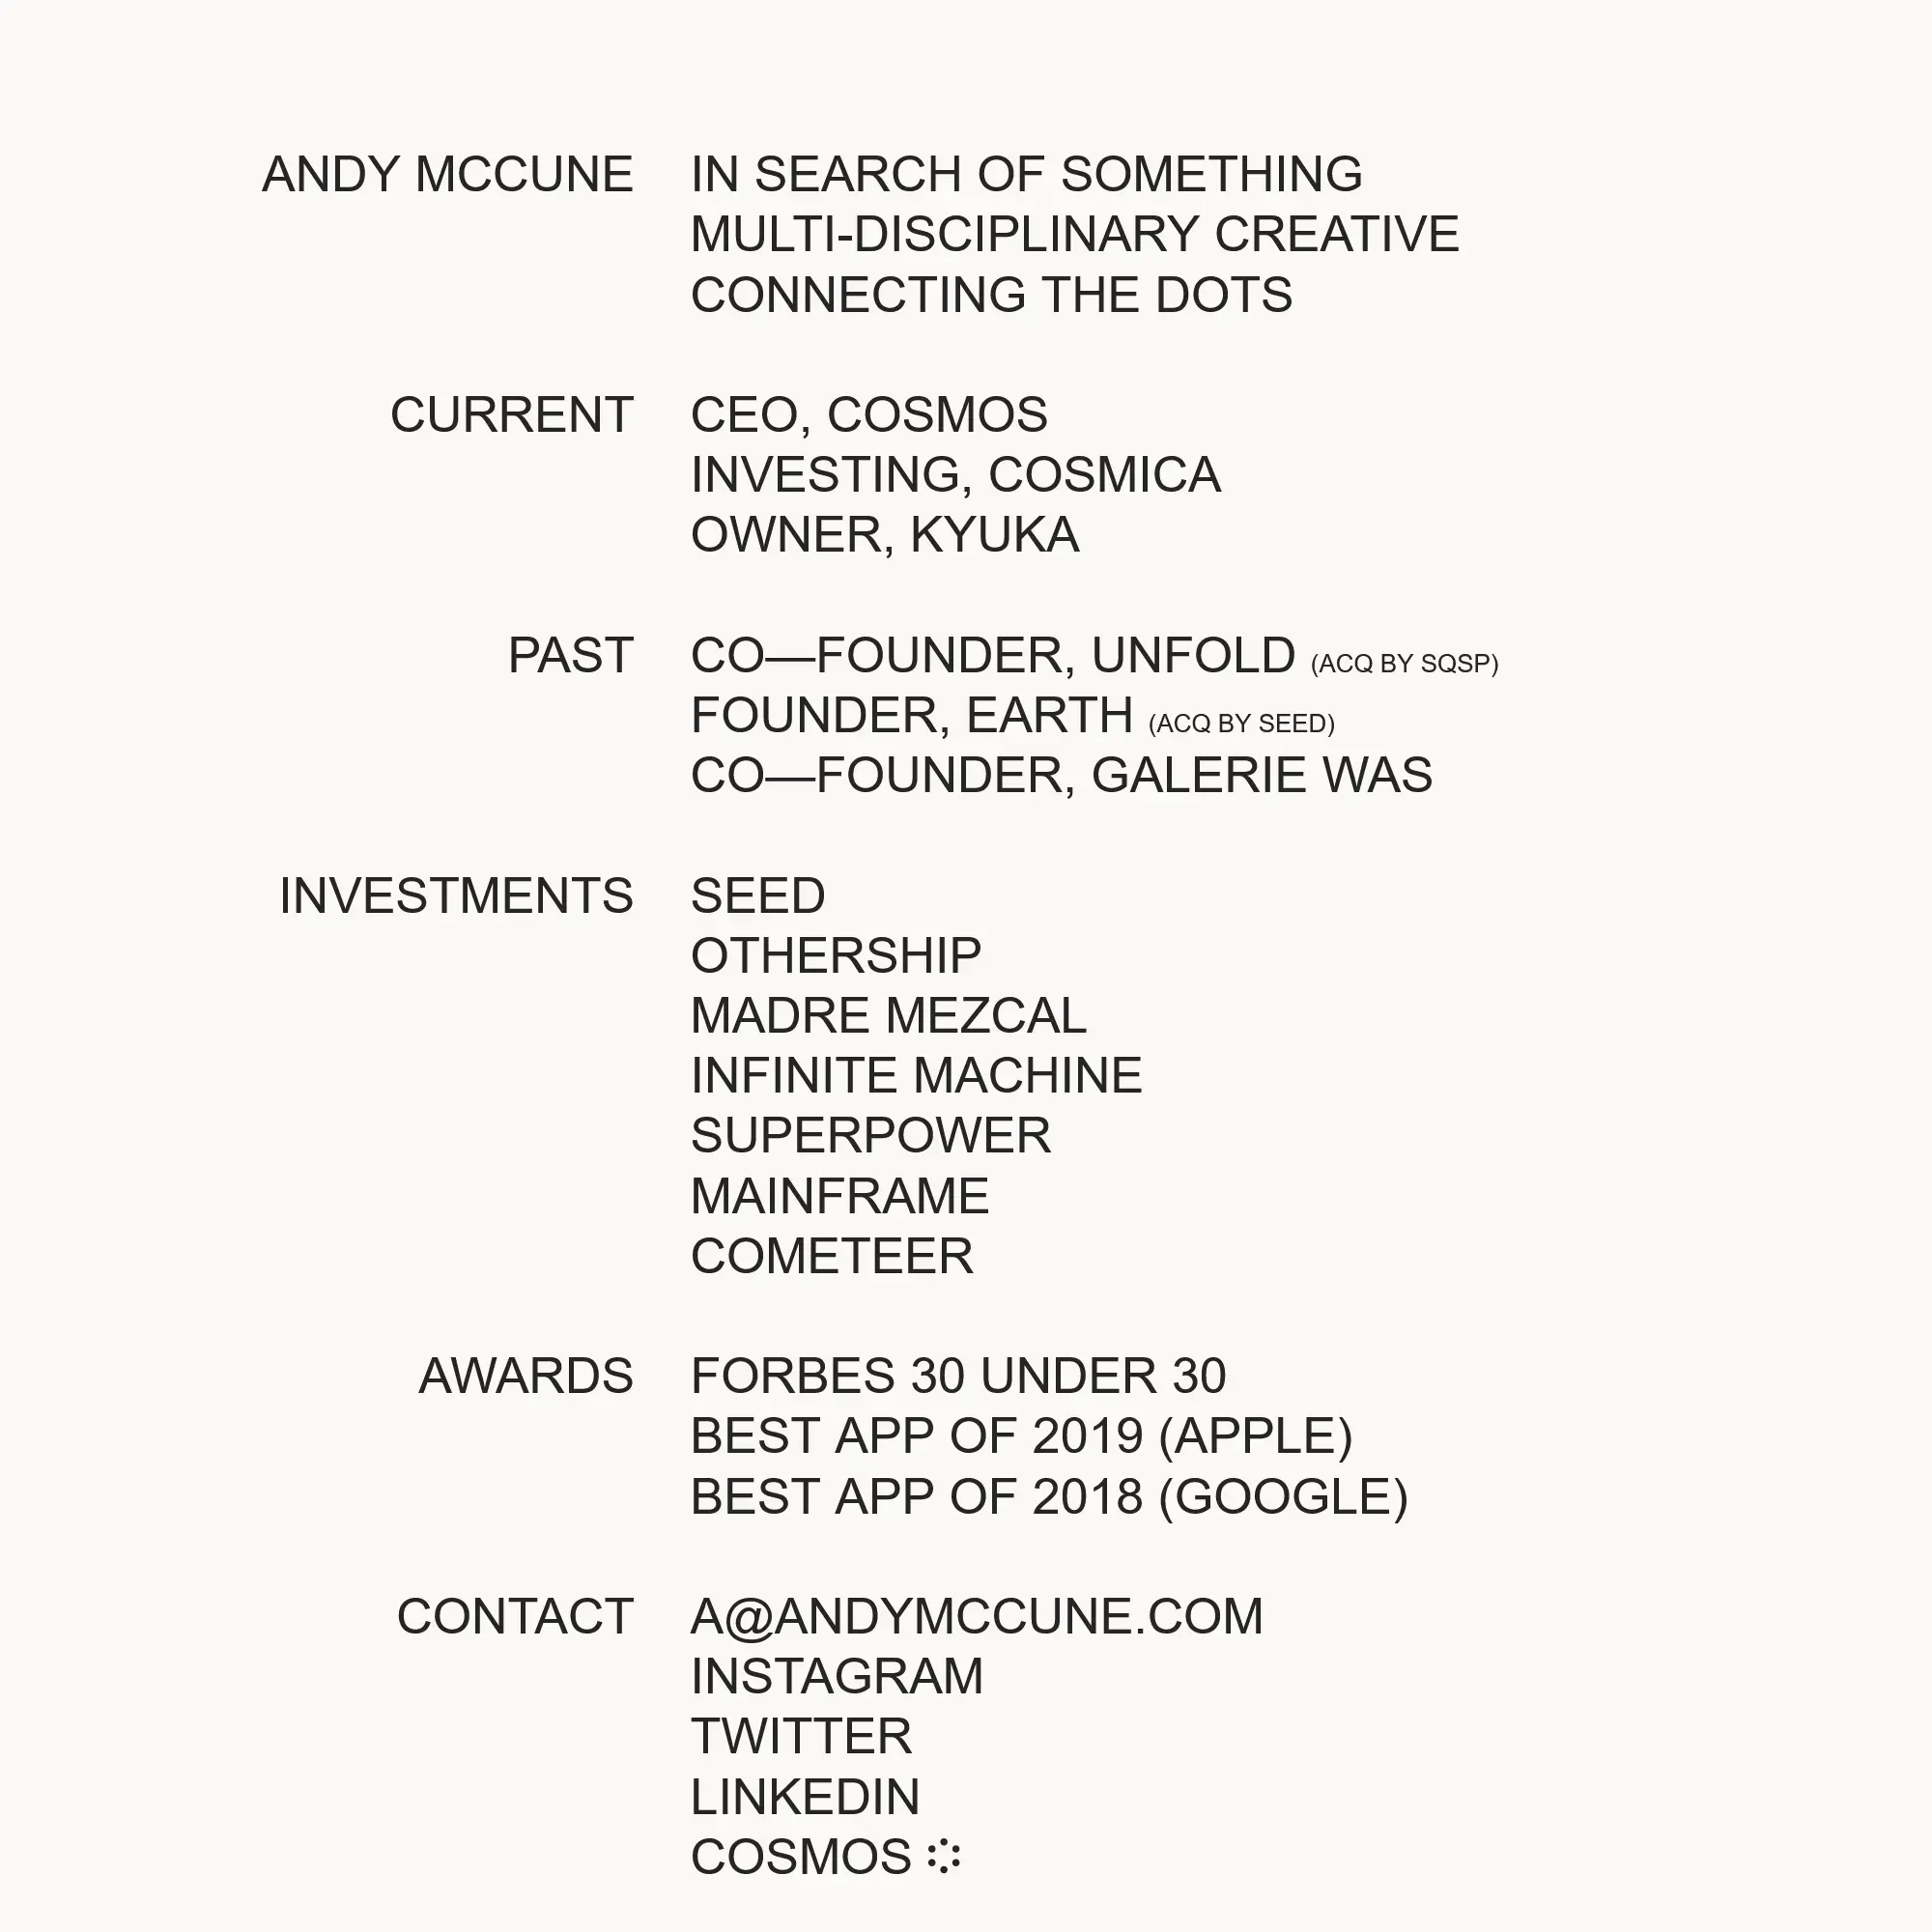 ANDY MCCUNE IN SEARCH OF SOMETHING
MULTI-DISCIPLINARY CREATIVE
CONNECTING THE DOTS
CURRENT CEO, COSMOS
INVESTING, COSMICA
OWNER, KYUKA
PAST CO—FOUNDER, UNFOLD (ACQ BY SQSP)
FOUNDER, EARTH (ACQ BY SEED)
CO—FOUNDER, GALERIE WAS
INVESTMENTS SEED
OTHERSHIP
MADRE MEZCAL
INFINITE MACHINE
SUPERPOWER
MAINFRAME
COMETEER
AWARDS FORBES 30 UNDER 30
BEST APP OF 2019 (APPLE)
BEST APP OF 2018 (GOOGLE)
CONTACT A@ANDYMCCUNE.COM
INSTAGRAM
TWITTER
LINKEDIN
COSMOS